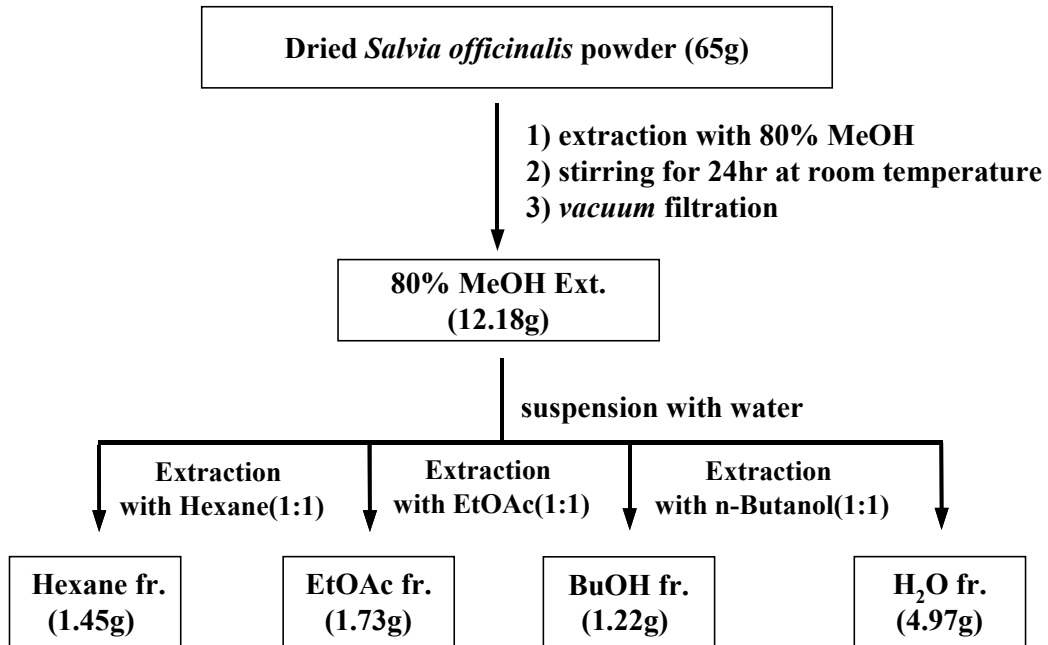 Dried Salvia officinalis powder (65g)
1) extraction with 80% MeOH
2) stirring for 24hr at room temperature
3) vacuum filtration
80% MeOH Ext.
(12.18g)
suspension with water
Extraction
with Hexane(1:1)
Extraction
with EtOAc(1:1)
Extraction
with n-Butanol(1:1)
Hexane fr.
(1.45g)
EtOAc fr.
(1.73g)
BuOH fr.
(1.22g)
H₂O fr.
(4.97g)